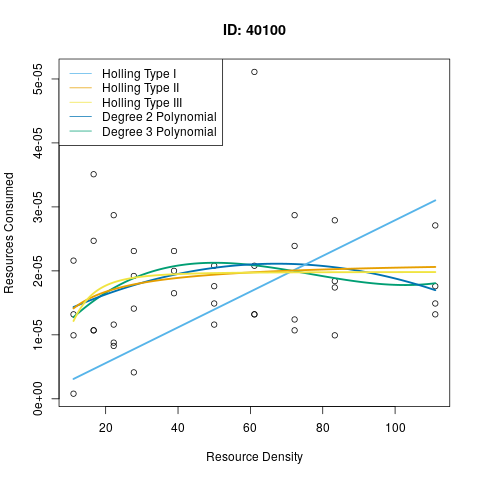 ID: 40100
Holling Type I
Holling Type II
Holling Type III
Degree 2 Polynomial
Degree 3 Polynomial
Resources Consumed
5e-05
4e-05
3e-05
2e-05
1e-05
0e+00
20 40 60 80 100
Resource Density